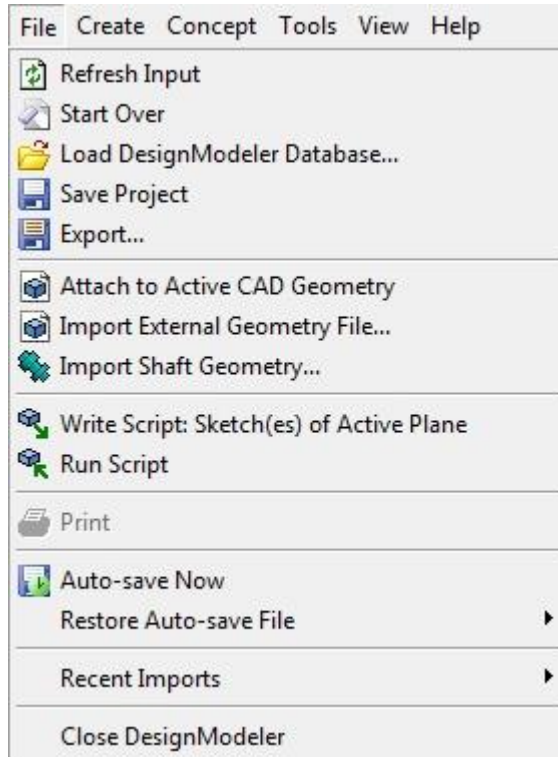 File Create Concept Tools View Help
Refresh Input
Start Over
Load DesignModeler Database...
Save Project
Export...
Attach to Active CAD Geometry
Import External Geometry File...
Import Shaft Geometry...
Write Script: Sketch(es) of Active Plane
Run Script
Print
Auto-save Now
Restore Auto-save File
Recent Imports
Close DesignModeler